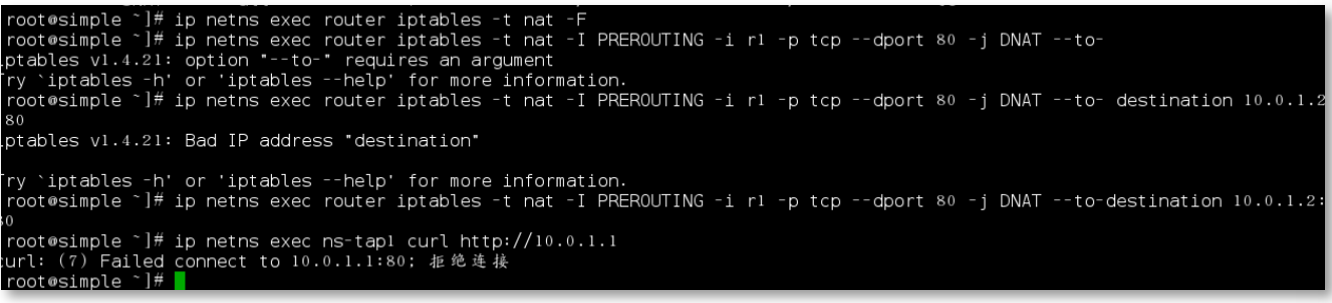 root@simple ~]# ip netns exec router iptables -t nat -F
root@simple ~]# ip netns exec router iptables -t nat -I PREROUTING -i r1 -p tcp --dport 80 -j DNAT --to-
iptables v1.4.21: option "--to-" requires an argument
Try `iptables -h' or 'iptables --help' for more information.
root@simple ~]# ip netns exec router iptables -t nat -I PREROUTING -i r1 -p tcp --dport 80 -j DNAT --to- destination 10.0.1.2
80
iptables v1.4.21: Bad IP address "destination"
Try `iptables -h' or 'iptables --help' for more information.
root@simple ~]# ip netns exec router iptables -t nat -I PREROUTING -i r1 -p tcp --dport 80 -j DNAT --to-destination 10.0.1.2:
80
root@simple ~]# ip netns exec ns-tap1 curl http://10.0.1.1
curl: (7) Failed connect to 10.0.1.1:80; 拒绝连接
root@simple ~]#